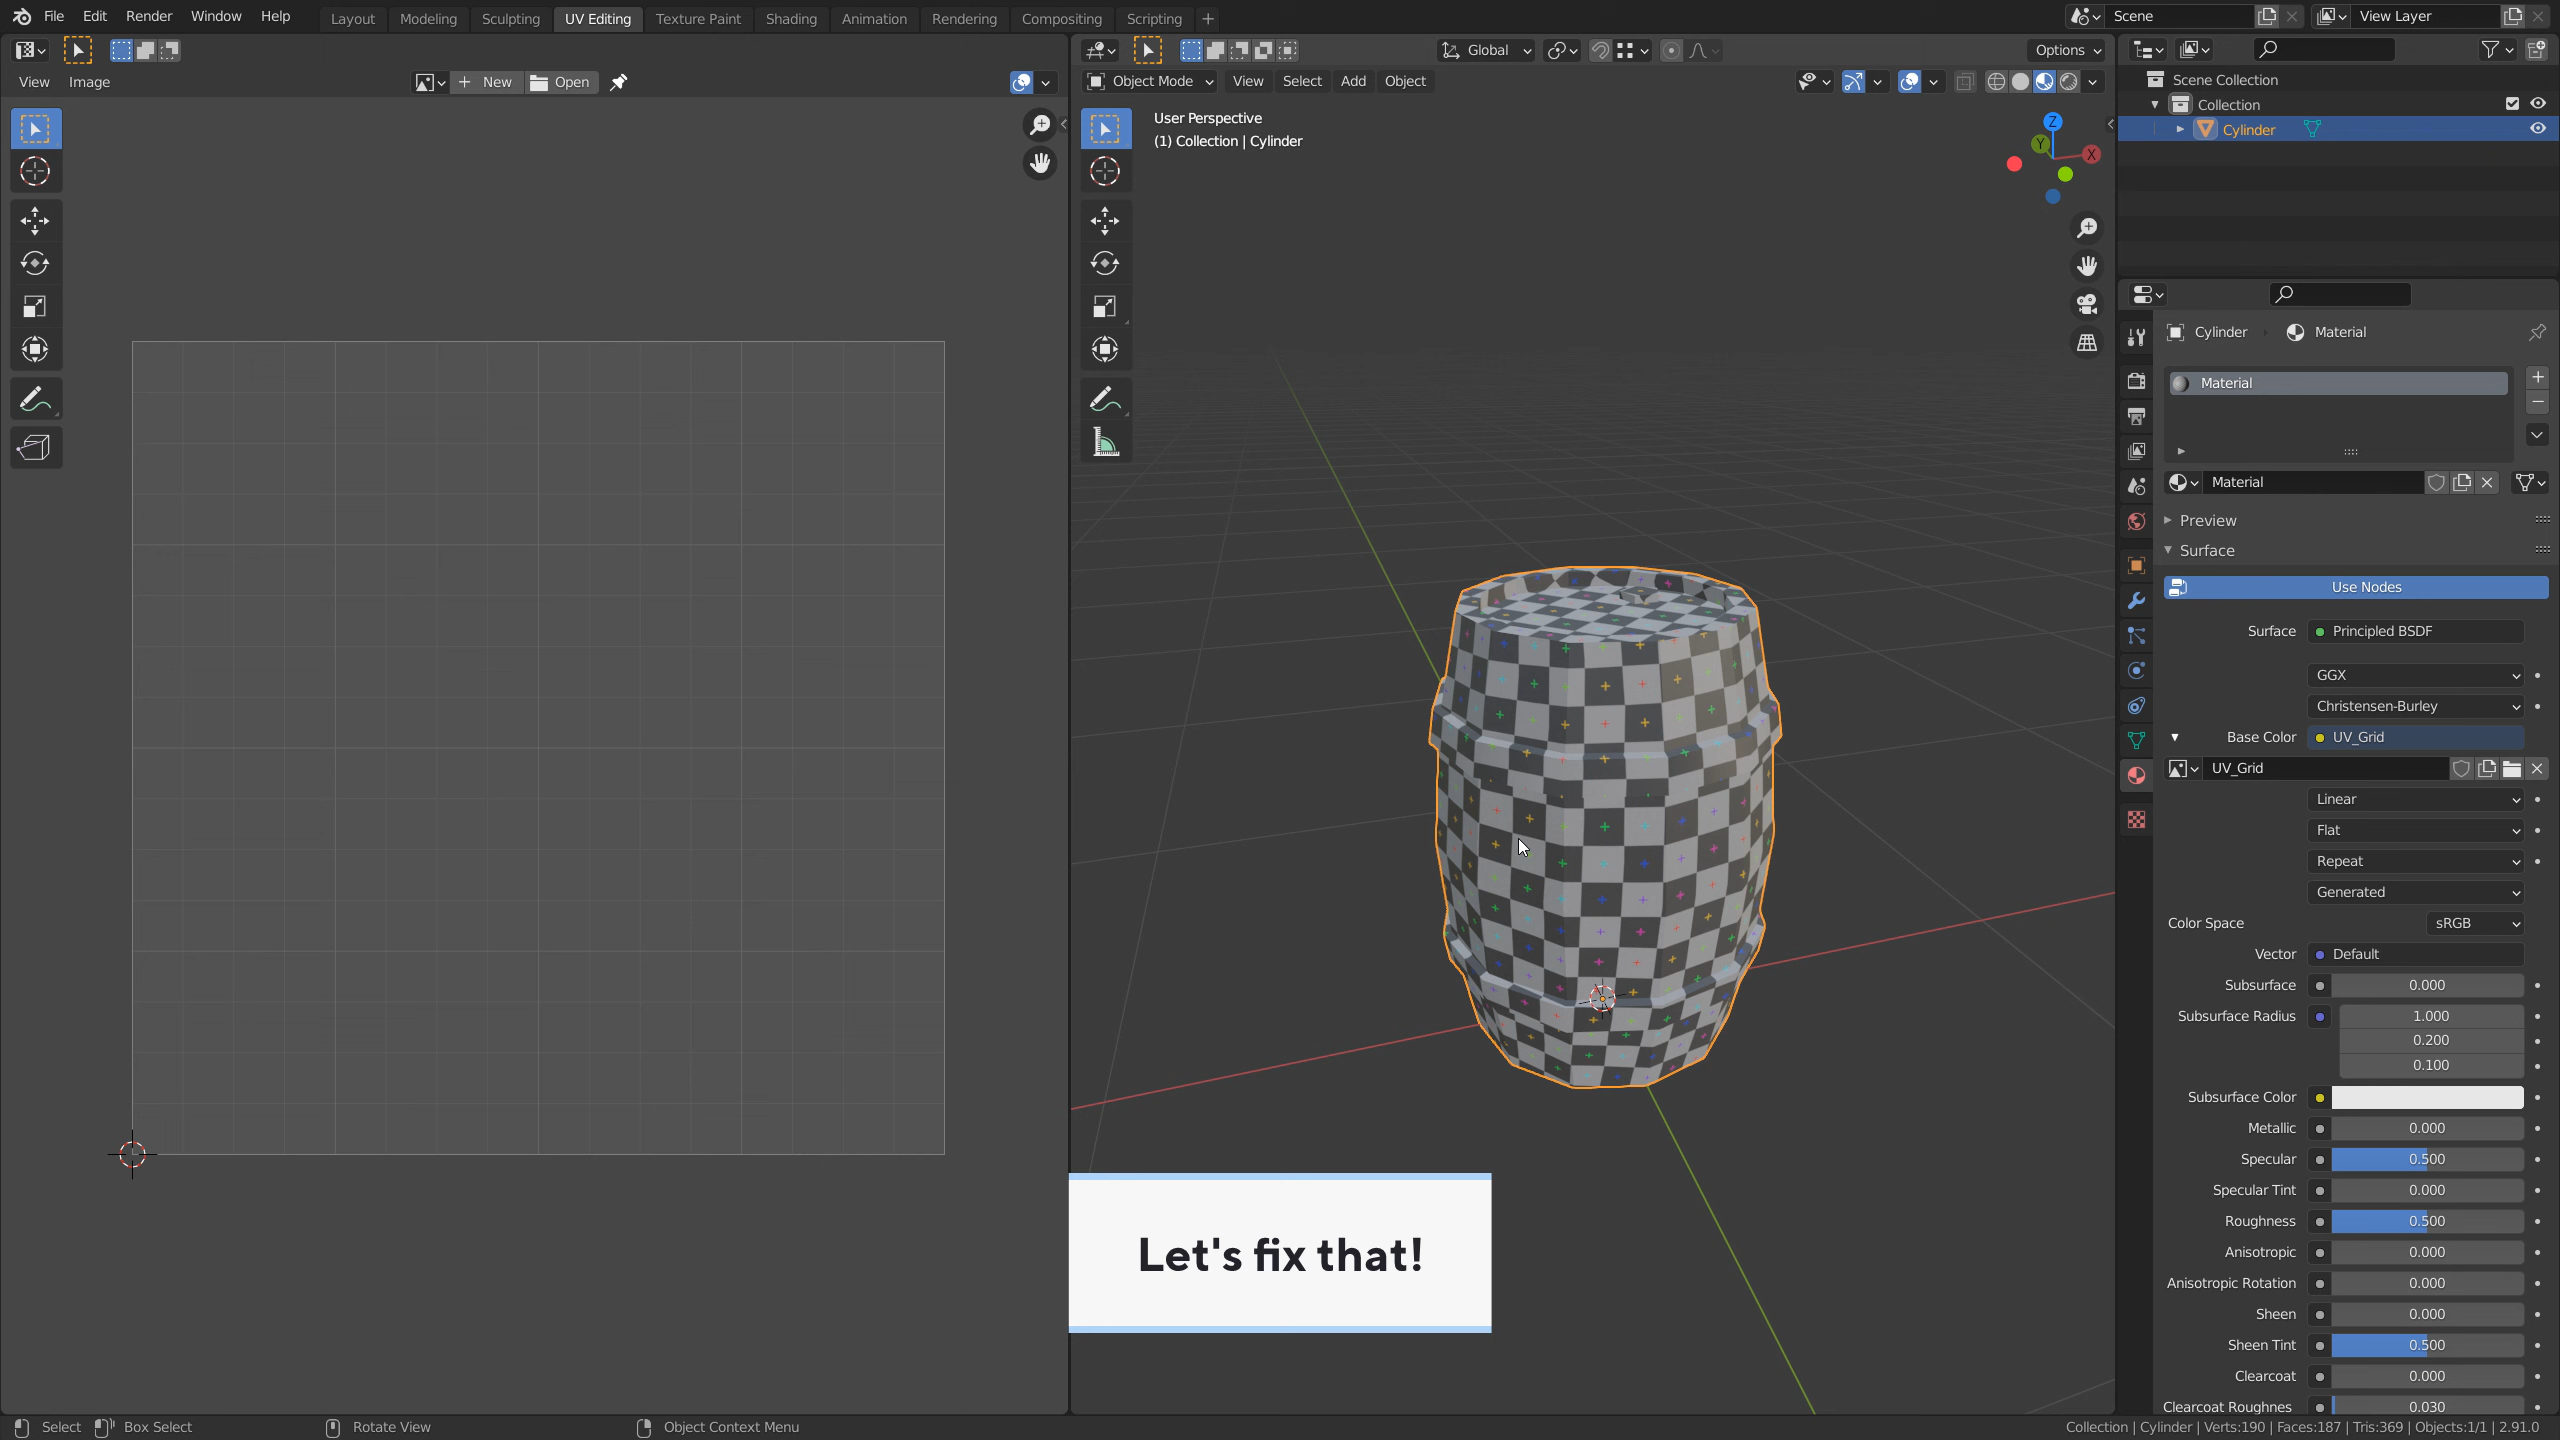 File Edit Render Window Help Layout Modeling Sculpting UV Editing Texture Paint Shading Animation Rendering Compositing Scripting + Scene View Layer
Global Options
View Image New Open Object Mode View Select Add Object
User Perspective
(1) Collection | Cylinder
Z
Y
X
Scene Collection
Collection
Cylinder
Cylinder Material
Material
Material
Preview
Surface
Use Nodes
Surface Principled BSDF
GGX
Christensen-Burley
Base Color UV_Grid
UV_Grid
Linear
Flat
Repeat
Generated
Color Space sRGB
Vector Default
Subsurface 0.000
Subsurface Radius 1.000
0.200
0.100
Subsurface Color
Metallic 0.000
Specular 0.500
Specular Tint 0.000
Roughness 0.500
Anisotropic 0.000
Anisotropic Rotation 0.000
Sheen 0.000
Sheen Tint 0.500
Clearcoat 0.000
Clearcoat Roughnes 0.030
Let's fix that!
Select Box Select Rotate View Object Context Menu Collection | Cylinder | Verts:190 | Faces:187 | Tris:369 | Objects:1/1 | 2.91.0